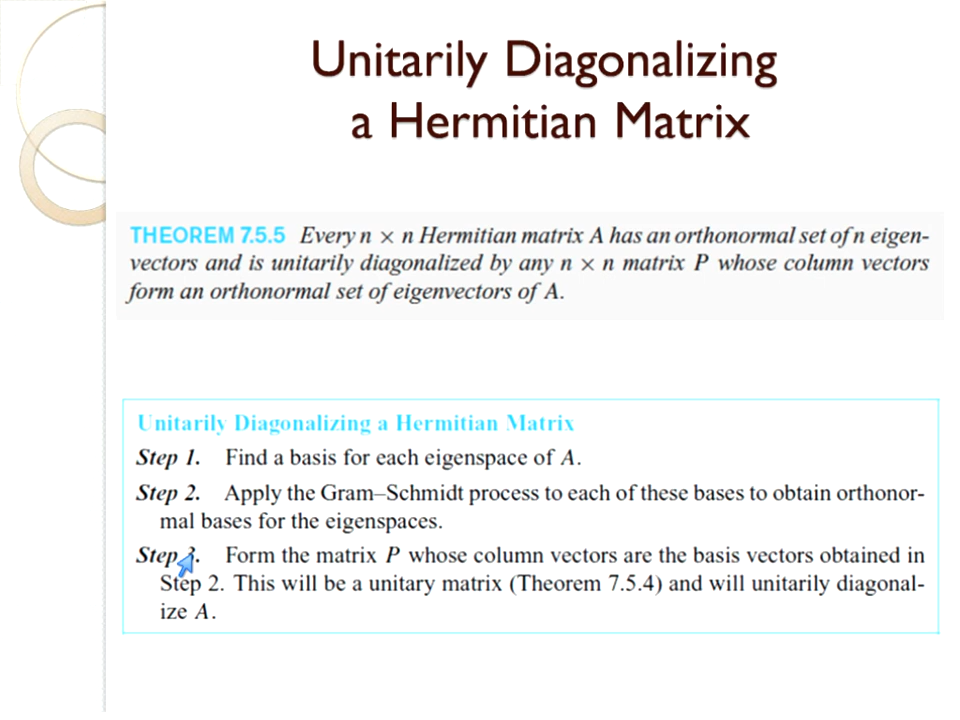 Unitarily Diagonalizing
a Hermitian Matrix
THEOREM 7.5.5 Every n × n Hermitian matrix A has an orthonormal set of n eigen-
vectors and is unitarily diagonalized by any n × n matrix P whose column vectors
form an orthonormal set of eigenvectors of A.
Unitarily Diagonalizing a Hermitian Matrix
Step 1. Find a basis for each eigenspace of A.
Step 2. Apply the Gram–Schmidt process to each of these bases to obtain orthonor-
mal bases for the eigenspaces.
Step 3. Form the matrix P whose column vectors are the basis vectors obtained in
Step 2. This will be a unitary matrix (Theorem 7.5.4) and will unitarily diagonal-
ize A.